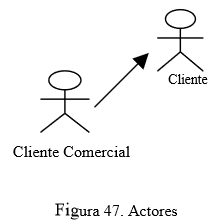 Cliente
Cliente Comercial
Figura 47. Actores